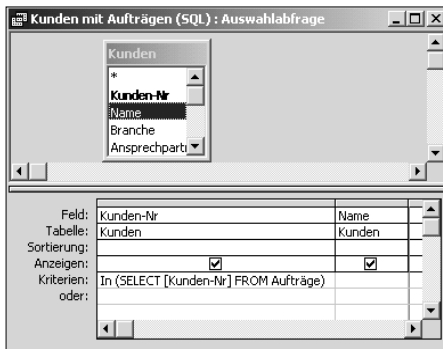 Kunden mit Aufträgen (SQL) : Auswahlabfrage
Kunden
*
Kunden-Nr
Name
Branche
Ansprechpart
Feld: Kunden-Nr Name
Tabelle: Kunden Kunden
Sortierung:
Anzeigen:
Kriterien: In (SELECT [Kunden-Nr] FROM Aufträge)
oder: